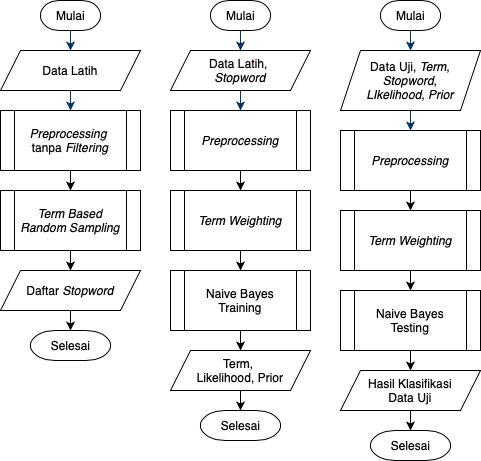 Mulai
Data Latih
Preprocessing
tanpa Filtering
Term Based
Random Sampling
Daftar Stopword
Selesai
Mulai
Data Latih,
Stopword
Preprocessing
Term Weighting
Naive Bayes
Training
Term,
Likelihood, Prior
Selesai
Mulai
Data Uji, Term,
Stopword,
LIkelihood, Prior
Preprocessing
Term Weighting
Naive Bayes
Testing
Hasil Klasifikasi
Data Uji
Selesai